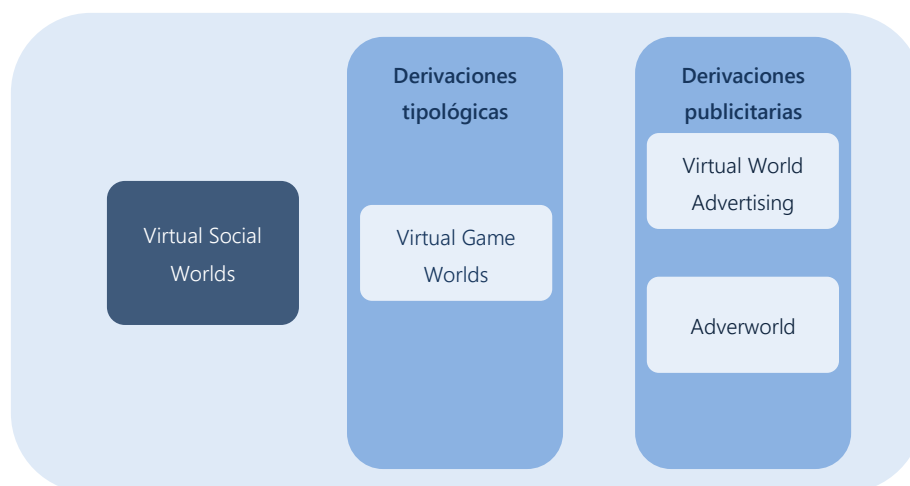 Virtual Social
Worlds
Derivaciones
tipológicas
Virtual Game
Worlds
Derivaciones
publicitarias
Virtual World
Advertising
Adverworld